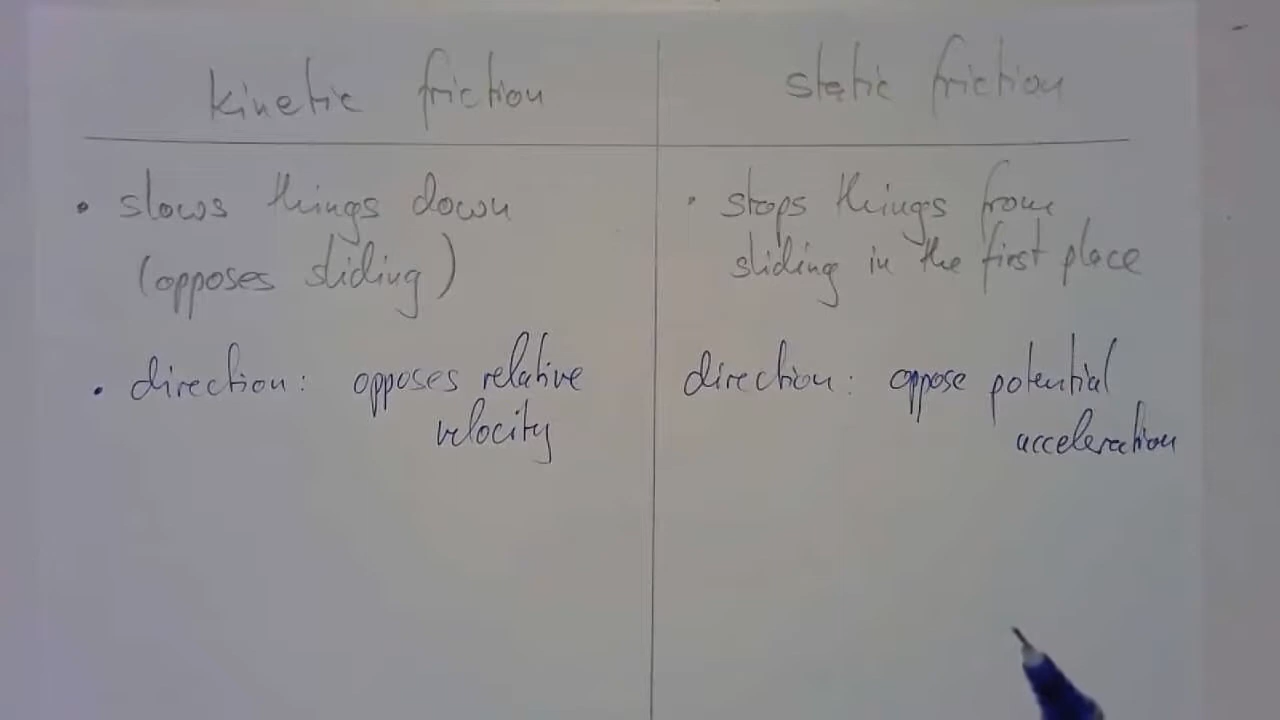 kinetic friction
static friction
• slows things down
(opposes sliding)
• direction: opposes relative
velocity
• stops things from
sliding in the first place
direction: oppose potential
acceleration